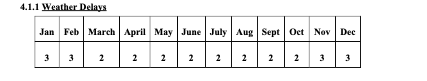 4.1.1 Weather Delays
Jan Feb March April May June July Aug Sept Oct Nov Dec
3 3 2 2 2 2 2 2 2 2 3 3